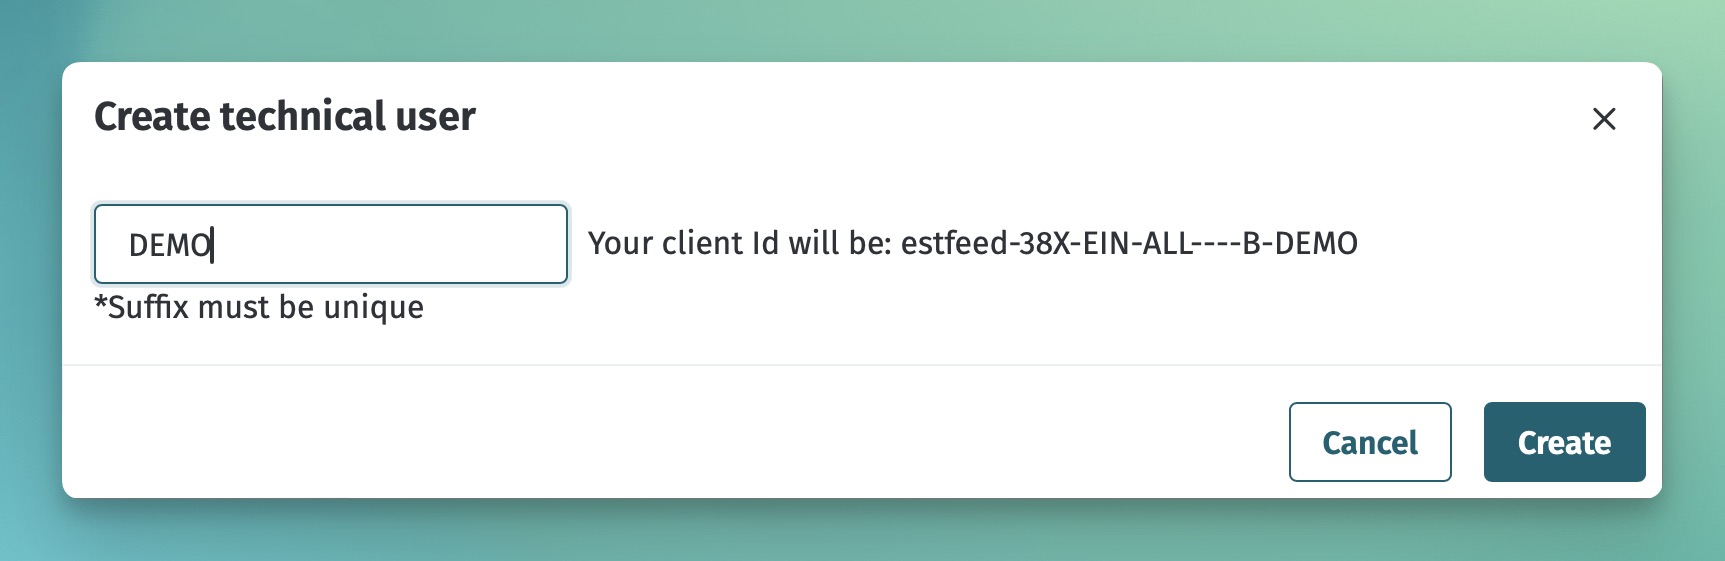 Create technical user
DEMO
Your client Id will be: estfeed-38X-EIN-ALL----B-DEMO
*Suffix must be unique
Cancel
Create